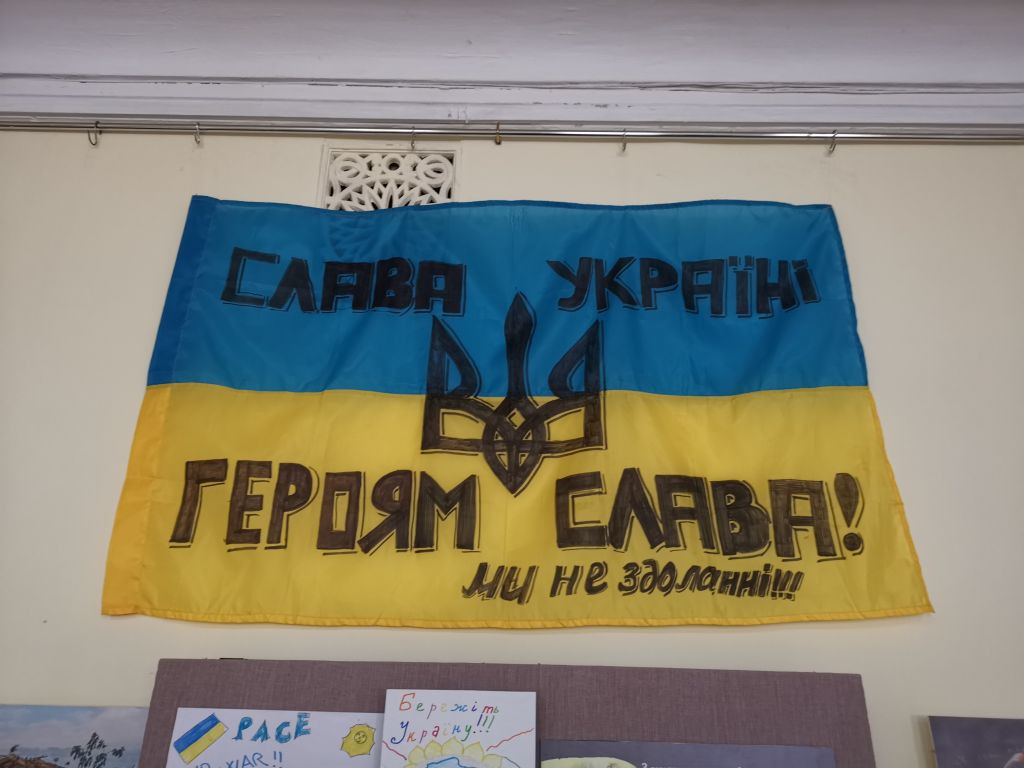 СЛАВА УКРАЇНІ
ГЕРОЯМ СЛАВА!
ми не здоланні!!!
PACE
Бережіть
Україну!!!